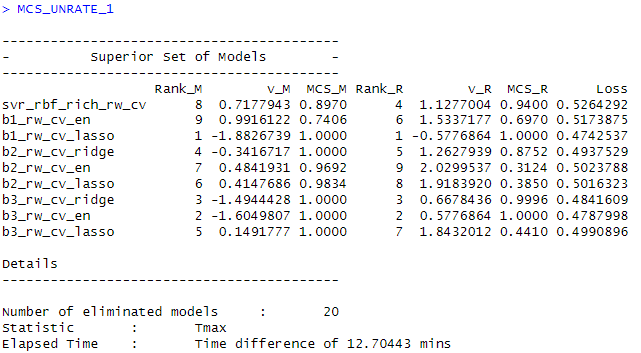 > MCS_UNRATE_1
------------------------------------------
-          Superior Set of Models          -
------------------------------------------
                   Rank_M        v_M  MCS_M Rank_R        v_R  MCS_R      Loss
svr_rbf_rich_rw_cv      8  0.7177943 0.8970      4  1.1277004 0.9400 0.5264292
b1_rw_cv_en             9  0.9916122 0.7406      6  1.5337177 0.6970 0.5173875
b1_rw_cv_lasso          1 -1.8826739 1.0000      1 -0.5776864 1.0000 0.4742537
b2_rw_cv_ridge          4 -0.3416717 1.0000      5  1.2627939 0.8752 0.4937529
b2_rw_cv_en             7  0.4841931 0.9692      9  2.0299537 0.3124 0.5023788
b2_rw_cv_lasso          6  0.4147686 0.9834      8  1.9183920 0.3850 0.5016323
b3_rw_cv_ridge          3 -1.4944428 1.0000      3  0.6678436 0.9996 0.4841609
b3_rw_cv_en             2 -1.6049807 1.0000      2  0.5776864 1.0000 0.4787998
b3_rw_cv_lasso          5  0.1491777 1.0000      7  1.8432012 0.4410 0.4990896
Details
------------------------------------------
Number of eliminated models     :       20
Statistic       :       Tmax
Elapsed Time    :       Time difference of 12.70443 mins